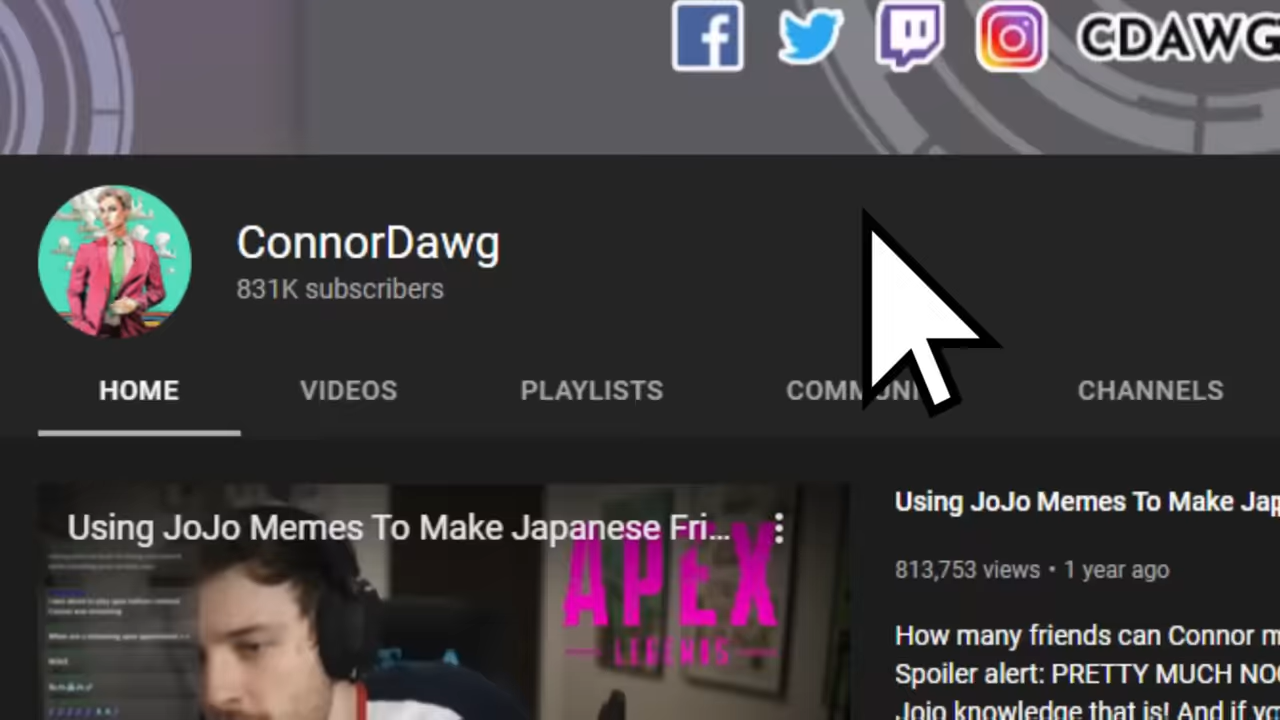 CDAWG
ConnorDawg
831K subscribers
HOME VIDEOS PLAYLISTS COMMUNI CHANNELS
Using JoJo Memes To Make Japanese Fri...
APEX
LEGENDS
Using JoJo Memes To Make Jap
813,753 views • 1 year ago
How many friends can Connor m
Spoiler alert: PRETTY MUCH NO
Jojo knowledge that is! And if yo